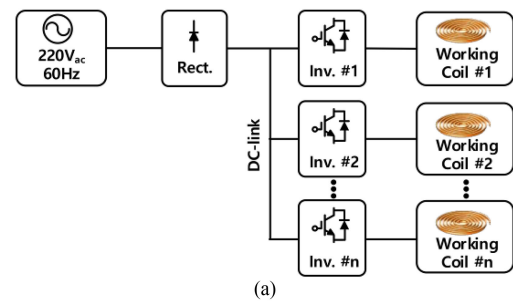 220Vac
60Hz
Rect.
DC-link
Inv. #1
Working
Coil #1
Inv. #2
Working
Coil #2
Inv. #n
Working
Coil #n
(a)